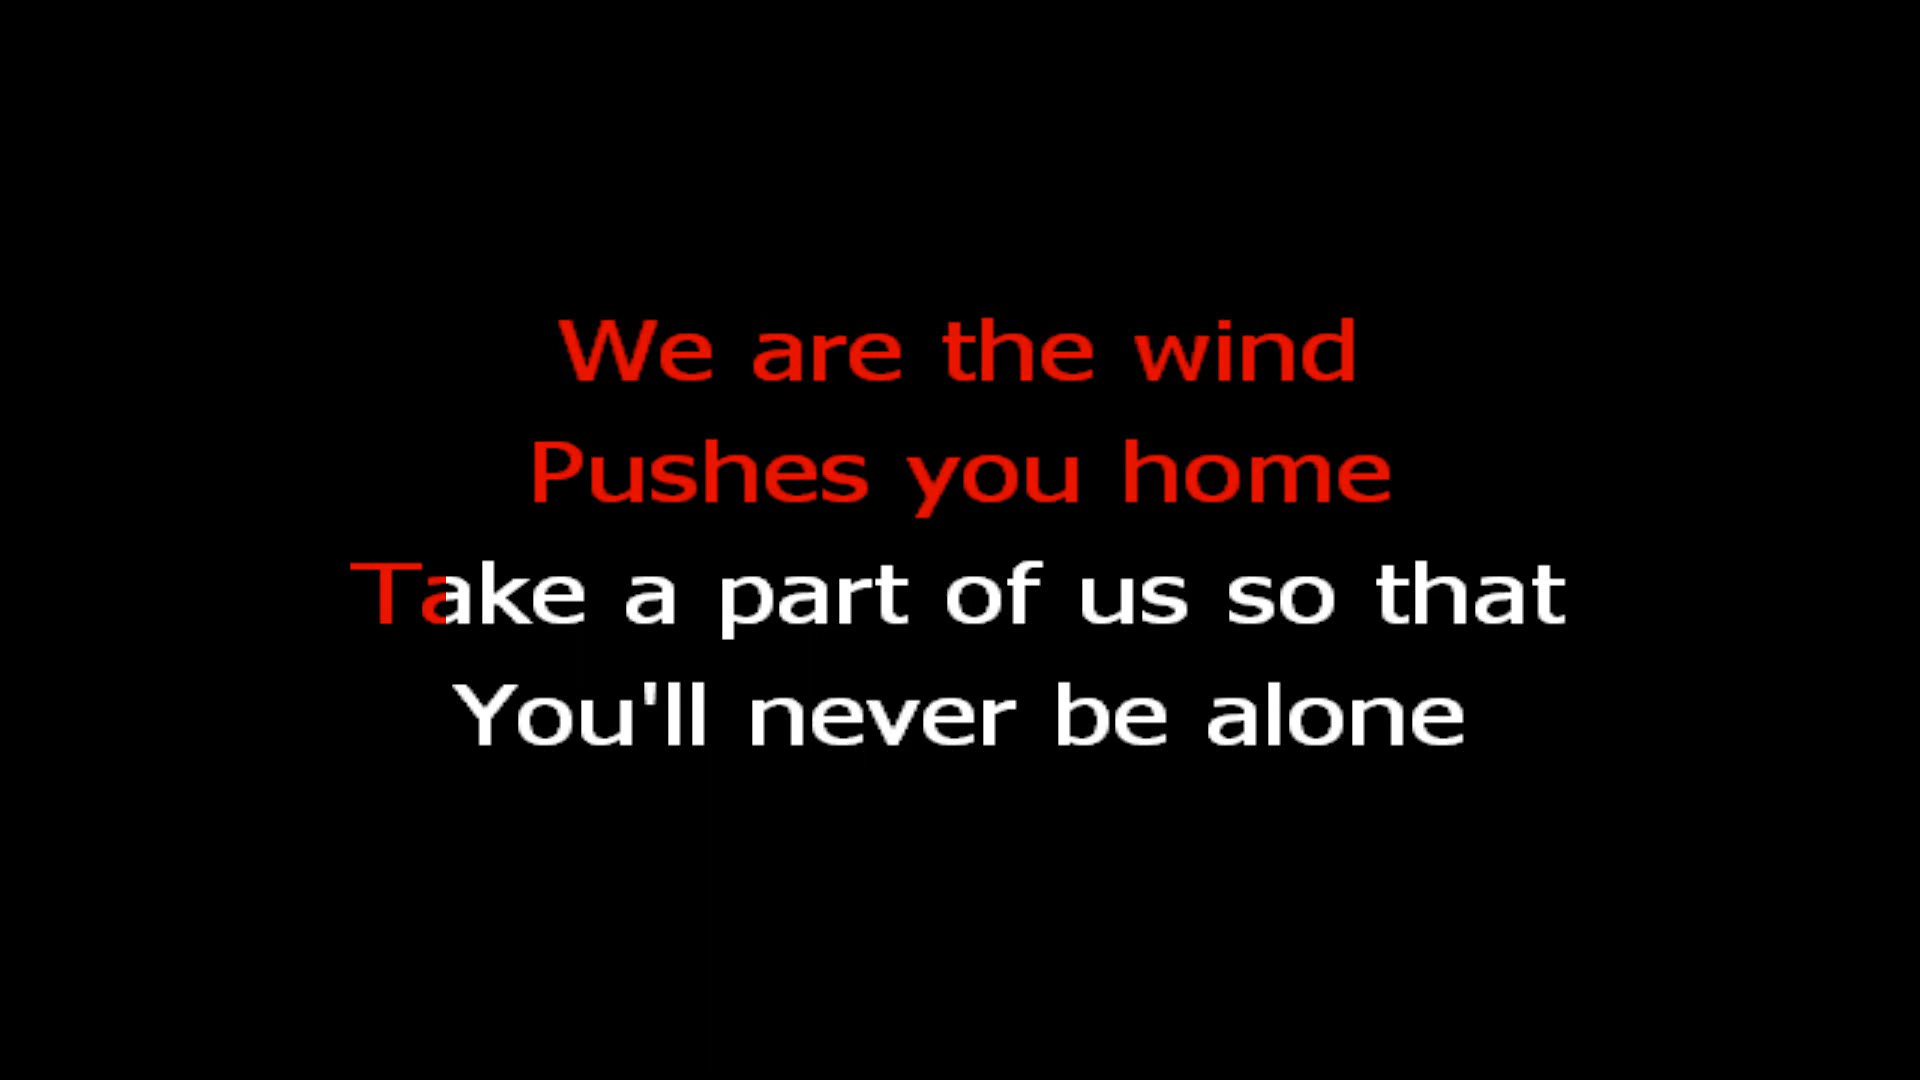 We are the wind
Pushes you home
Take a part of us so that
You'll never be alone